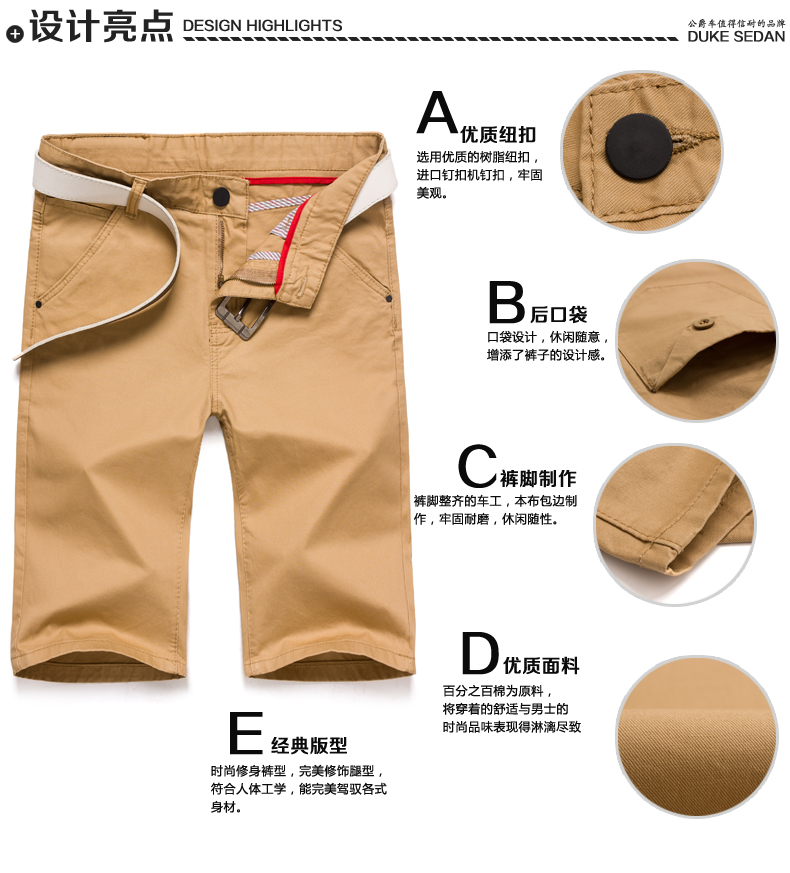 设计亮点 DESIGN HIGHLIGHTS
公爵车值得信耐的品牌
DUKE SEDAN
A 优质纽扣
选用优质的树脂纽扣，
进口钉扣机钉扣，牢固
美观。
B 后口袋
口袋设计，休闲随意，
增添了裤子的设计感。
C 裤脚制作
裤脚整齐的车工，本布包边制
作，牢固耐磨，休闲随性。
D 优质面料
百分之百棉为原料，
将穿着的舒适与男士的
时尚品味表现得淋漓尽致
E 经典版型
时尚修身裤型，完美修饰腿型，
符合人体工学，能完美驾驭各式
身材。